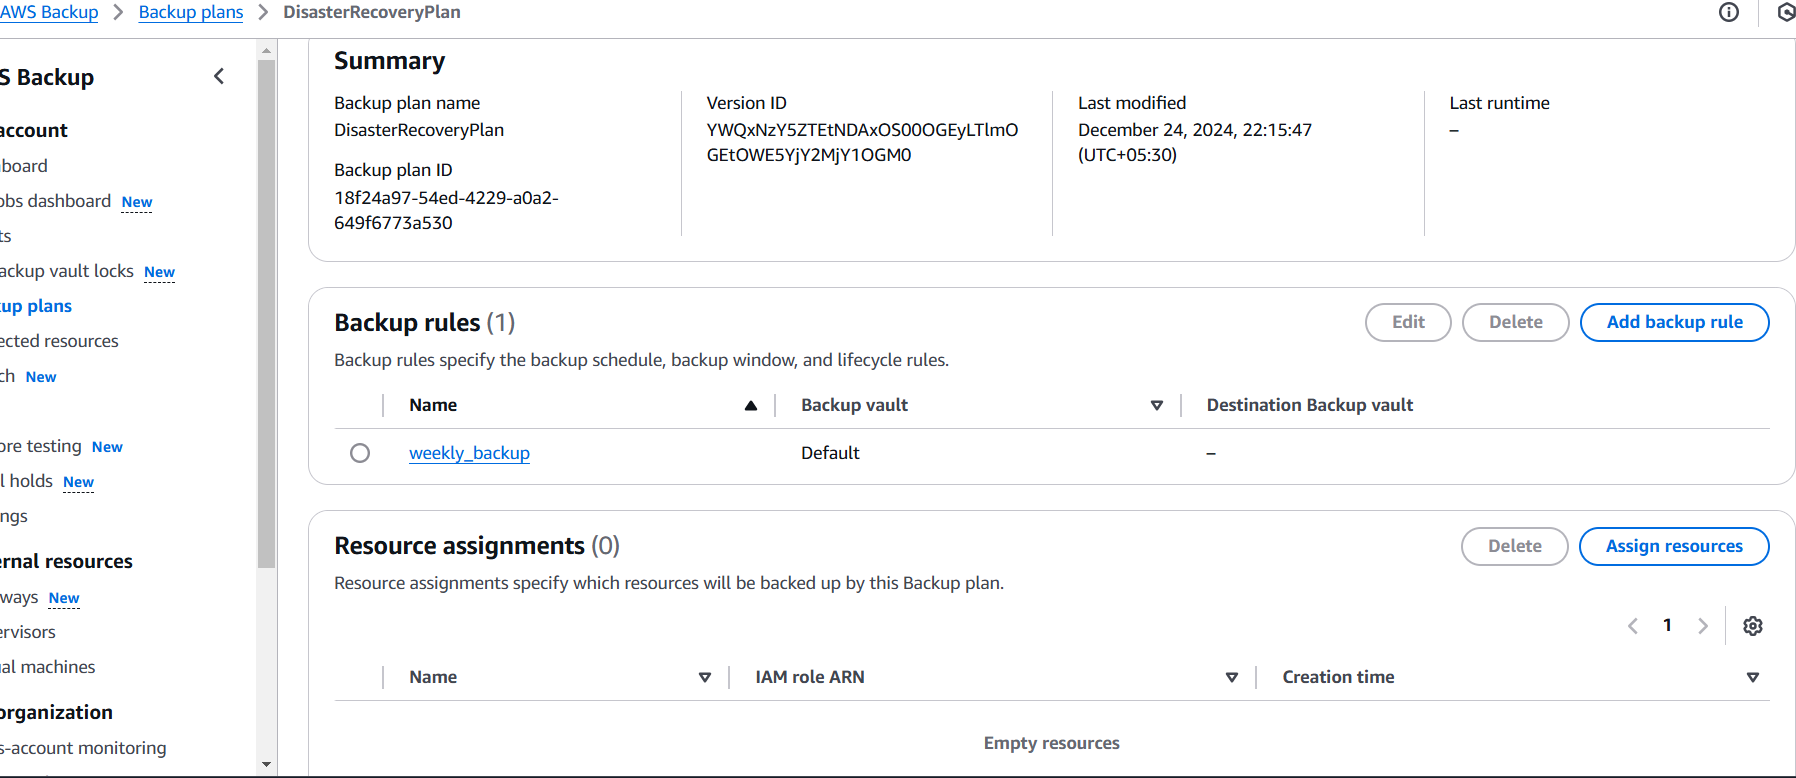 AWS Backup > Backup plans > DisasterRecoveryPlan
S Backup
account
board
obs dashboard New
ts
ackup vault locks New
kup plans
ected resources
ch New
ore testing New
l holds New
ngs
ernal resources
ways New
ervisors
ual machines
organization
s-account monitoring
Summary
Backup plan name
DisasterRecoveryPlan
Backup plan ID
18f24a97-54ed-4229-a0a2-
649f6773a530
Version ID
YWQxNzY5ZTEtNDAxOS00OGEyLTlmO
GEtOWE5YjY2MjY1OGM0
Last modified
December 24, 2024, 22:15:47
(UTC+05:30)
Last runtime
–
Backup rules (1)
Edit Delete Add backup rule
Backup rules specify the backup schedule, backup window, and lifecycle rules.
Name Backup vault Destination Backup vault
weekly_backup Default –
Resource assignments (0)
Delete Assign resources
Resource assignments specify which resources will be backed up by this Backup plan.
1
Name IAM role ARN Creation time
Empty resources